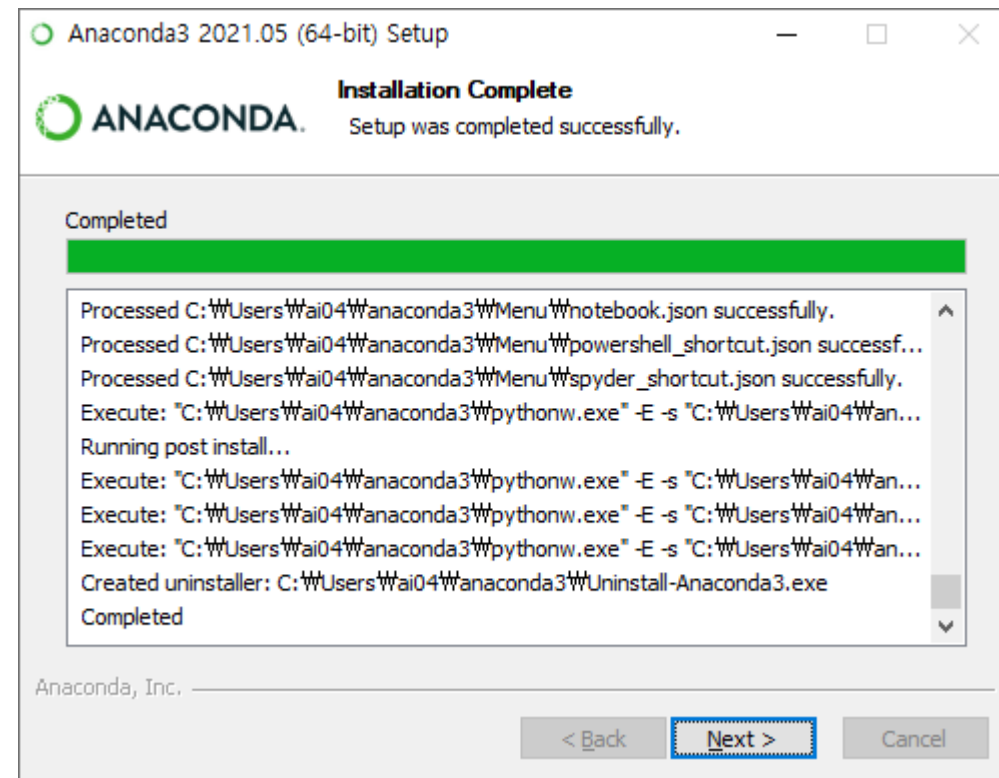 Anaconda3 2021.05 (64-bit) Setup
ANACONDA.
Installation Complete
Setup was completed successfully.
Completed
Processed C:₩Users₩ai04₩anaconda3₩Menu₩notebook.json successfully.
Processed C:₩Users₩ai04₩anaconda3₩Menu₩powershell_shortcut.json successf...
Processed C:₩Users₩ai04₩anaconda3₩Menu₩spyder_shortcut.json successfully.
Execute: "C:₩Users₩ai04₩anaconda3₩pythonw.exe" -E -s "C:₩Users₩ai04₩an...
Running post install...
Execute: "C:₩Users₩ai04₩anaconda3₩pythonw.exe" -E -s "C:₩Users₩ai04₩an...
Execute: "C:₩Users₩ai04₩anaconda3₩pythonw.exe" -E -s "C:₩Users₩ai04₩an...
Execute: "C:₩Users₩ai04₩anaconda3₩pythonw.exe" -E -s "C:₩Users₩ai04₩an...
Created uninstaller: C:₩Users₩ai04₩anaconda3₩Uninstall-Anaconda3.exe
Completed
Anaconda, Inc.
< Back Next > Cancel